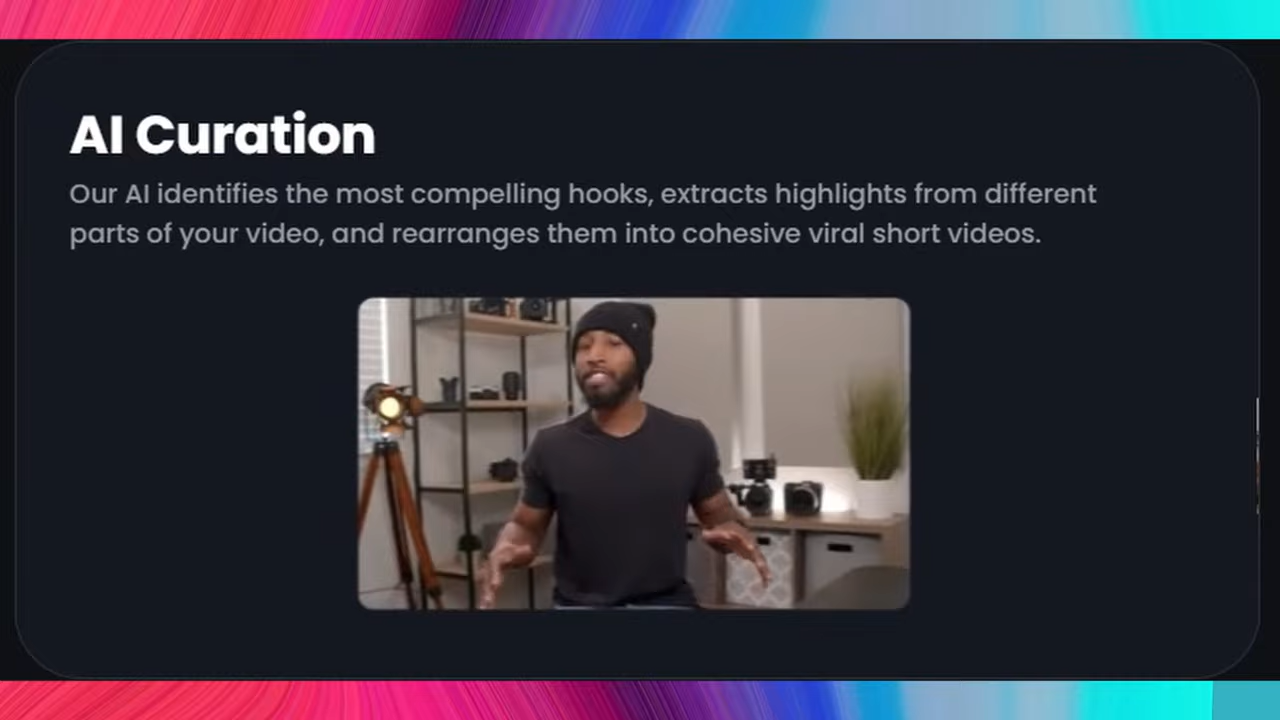 AI Curation
Our AI identifies the most compelling hooks, extracts highlights from different
parts of your video, and rearranges them into cohesive viral short videos.